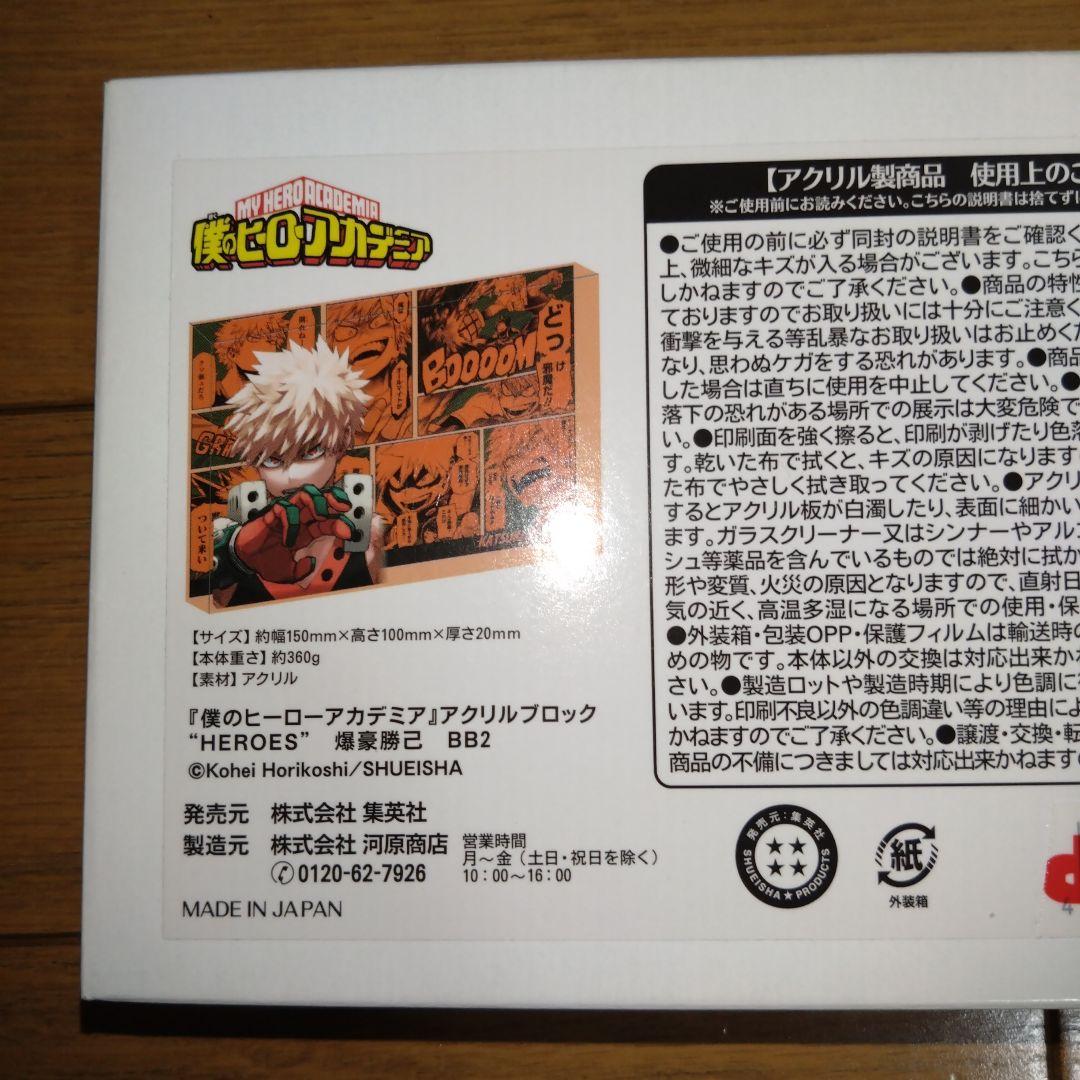 MY HERO ACADEMIA
僕のヒーローアカデミア
BOOOOM
どっ
け
邪魔だ
ついて来い
【サイズ】約幅150mm×高さ100mm×厚さ20mm
【本体重さ】約360g
【素材】アクリル
『僕のヒーローアカデミア』アクリルブロック
“HEROES” 爆豪勝己 BB2
©Kohei Horikoshi/SHUEISHA
発売元 株式会社 集英社
製造元 株式会社 河原商店
0120-62-7926
営業時間
月～金（土日・祝日を除く）
10：00～16：00
MADE IN JAPAN
【アクリル製商品 使用上のご
※ご使用前にお読みください。こちらの説明書は捨てずに
●ご使用の前に必ず同封の説明書をご確認く
上、微細なキズが入る場合がございます。こちら
しかねますのでご了承ください。●商品の特性
ておりますのでお取り扱いには十分にご注意く
衝撃を与える等乱暴なお取り扱いはお止めくだ
なり、思わぬケガをする恐れがあります。●商品
した場合は直ちに使用を中止してください。●
落下の恐れがある場所での展示は大変危険で
い。●印刷面を強く擦ると、印刷が剥げたり色落
す。乾いた布で拭くと、キズの原因になります
た布でやさしく拭き取ってください。●アクリ
するとアクリル板が白濁したり、表面に細かい
ます。ガラスクリーナー又はシンナーやアルコ
シュ等薬品を含んでいるものでは絶対に拭か
形や変質、火災の原因となりますので、直射日
気の近く、高温多湿になる場所での使用・保
●外装箱・包装OPP・保護フィルムは輸送時の
めの物です。本体以外の交換は対応出来かね
さい。●製造ロットや製造時期により色調に
います。印刷不良以外の色調違い等の理由によ
かねますのでご了承ください。●譲渡・交換・転
商品の不備につきましては対応出来かねます
発売元：集英社
SHUEISHA★PRODUCTS
紙
外装箱